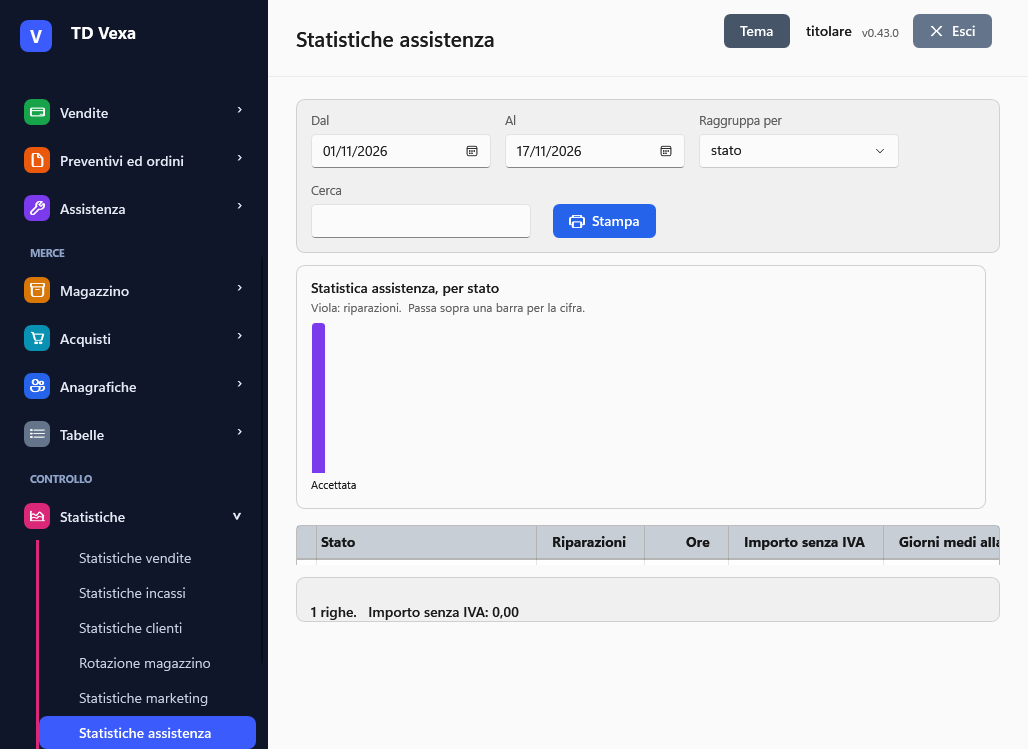 V
TD Vexa
Statistiche assistenza
Tema
titolare
v0.43.0
Esci
Vendite
Preventivi ed ordini
Assistenza
MERCE
Magazzino
Acquisti
Anagrafiche
Tabelle
CONTROLLO
Statistiche
Statistiche vendite
Statistiche incassi
Statistiche clienti
Rotazione magazzino
Statistiche marketing
Statistiche assistenza
Dal
Al
Raggruppa per
01/11/2026
17/11/2026
stato
Cerca
Stampa
Statistica assistenza, per stato
Viola: riparazioni. Passa sopra una barra per la cifra.
Accettata
Stato Riparazioni Ore Importo senza IVA Giorni medi alla
1 righe. Importo senza IVA: 0,00